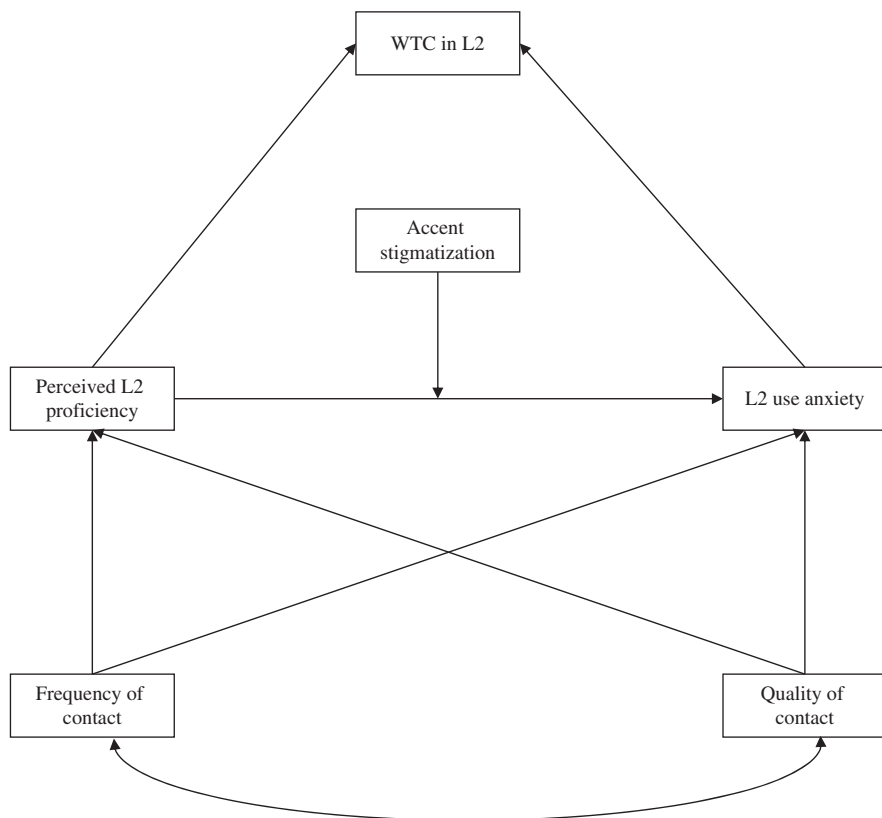 WTC in L2
Accent
stigmatization
Perceived L2
proficiency
L2 use anxiety
Frequency of
contact
Quality of
contact